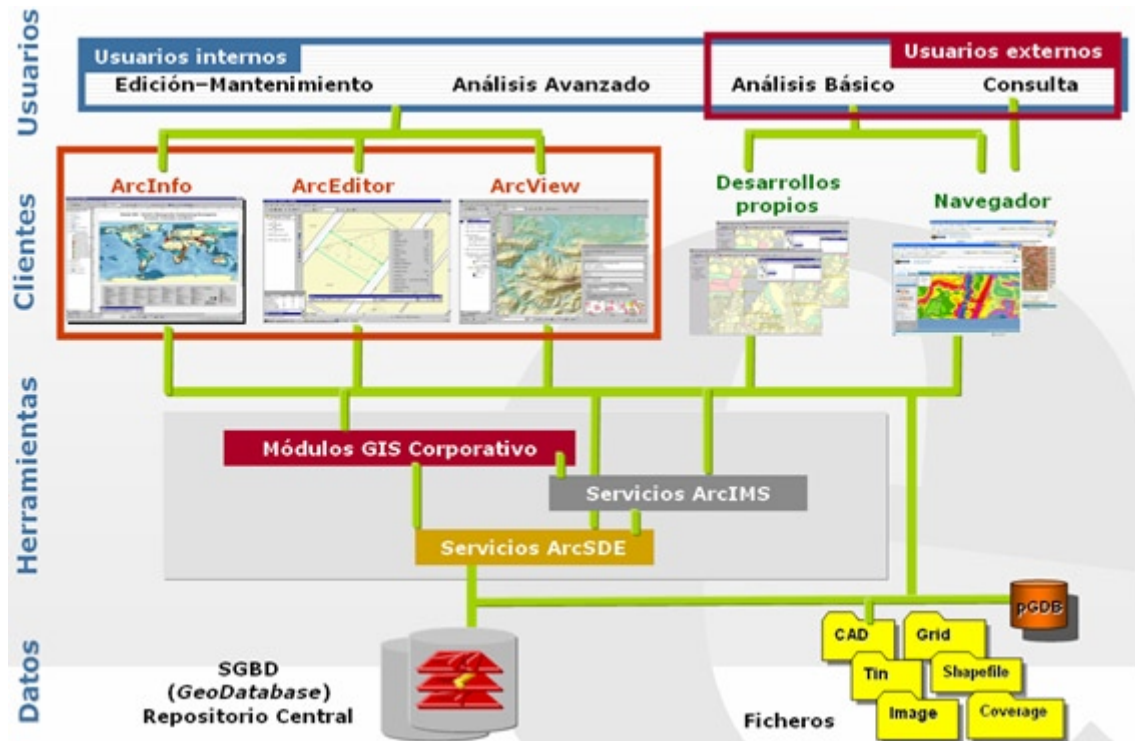 Usuarios
Usuarios internos
Usuarios externos
Edición-Mantenimiento
Análisis Avanzado
Análisis Básico
Consulta
Clientes
ArcInfo
ArcEditor
ArcView
Desarrollos
propios
Navegador
Herramientas
Módulos GIS Corporativo
Servicios ArcIMS
Servicios ArcSDE
Datos
SGBD
(GeoDatabase)
Repositorio Central
Ficheros
pGDB
CAD
Grid
Tin
Shapefile
Image
Coverage